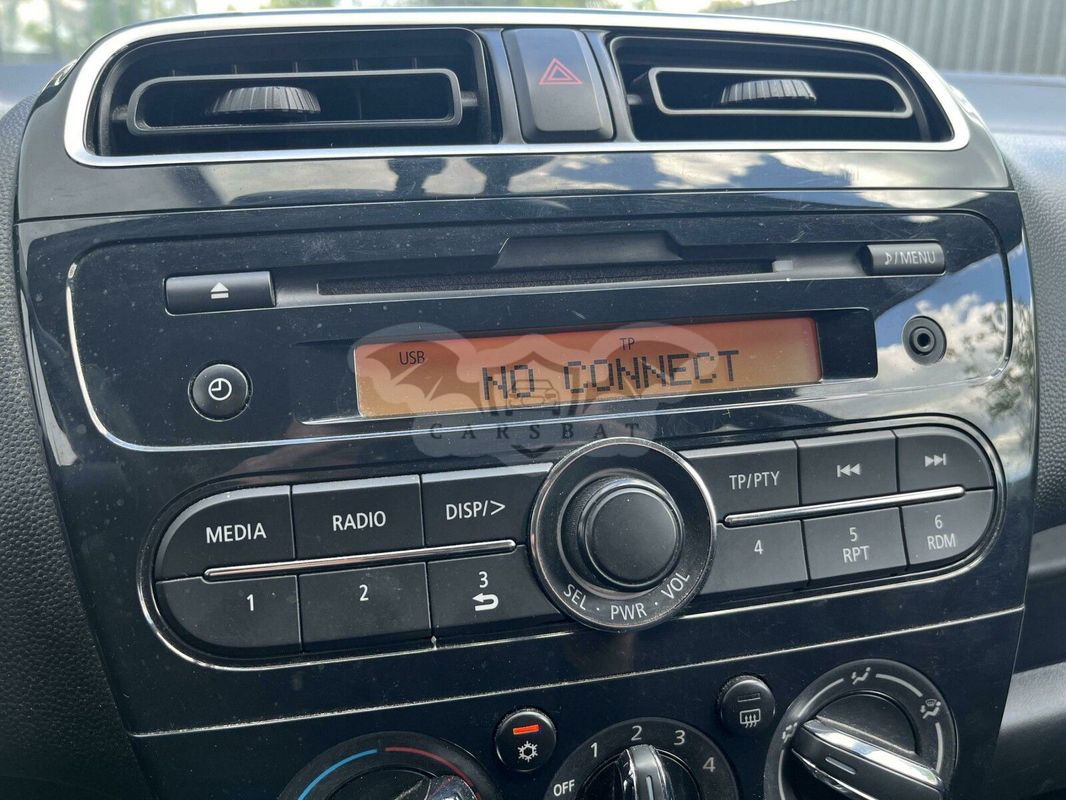 ♪/MENU
USB
TP
NO CONNECT
CARSBAT
MEDIA
RADIO
DISP/>
TP/PTY
1
2
3
4
5
RPT
6
RDM
SEL · PWR · VOL
OFF
1
2
3
4